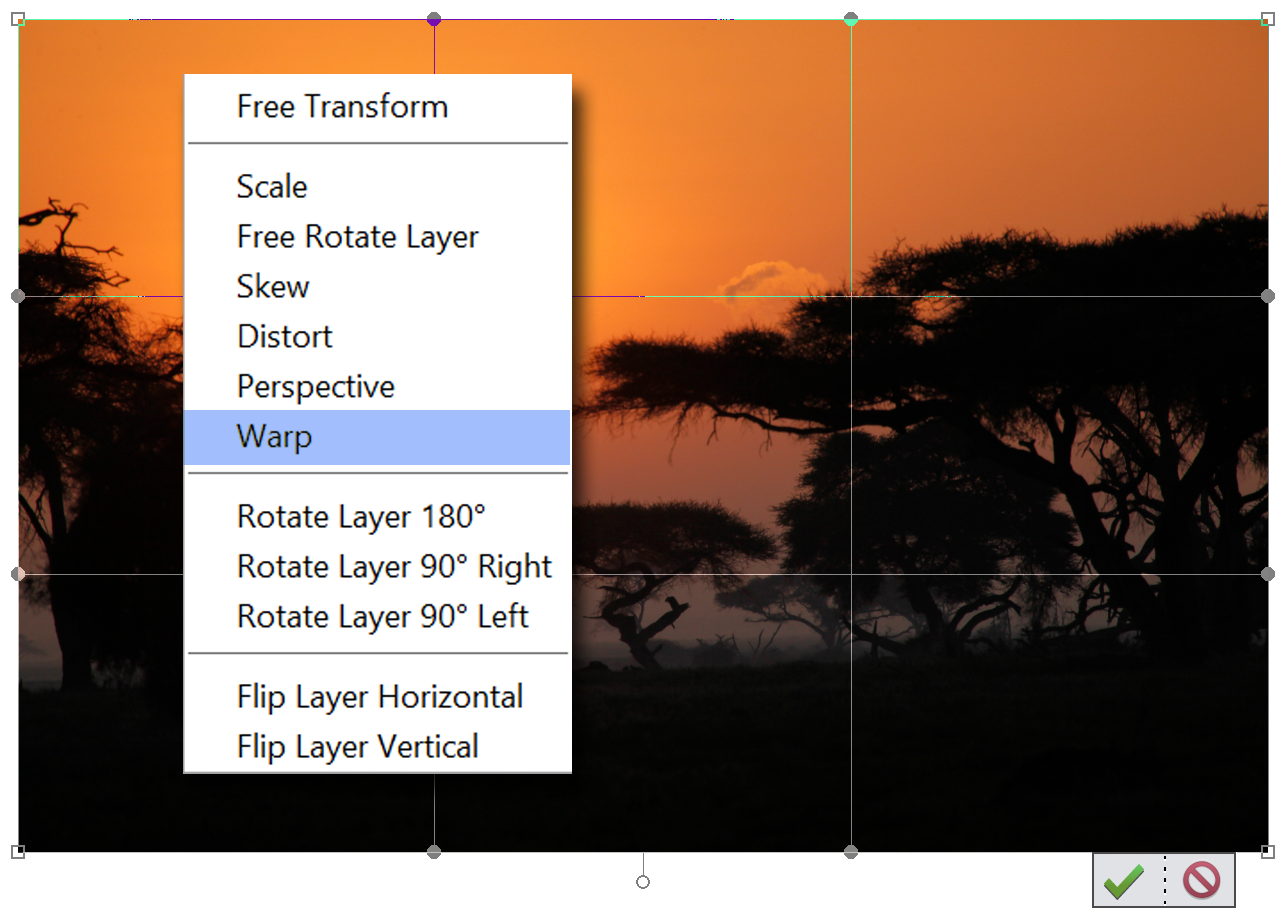 Free Transform
Scale
Free Rotate Layer
Skew
Distort
Perspective
Warp
Rotate Layer 180°
Rotate Layer 90° Right
Rotate Layer 90° Left
Flip Layer Horizontal
Flip Layer Vertical